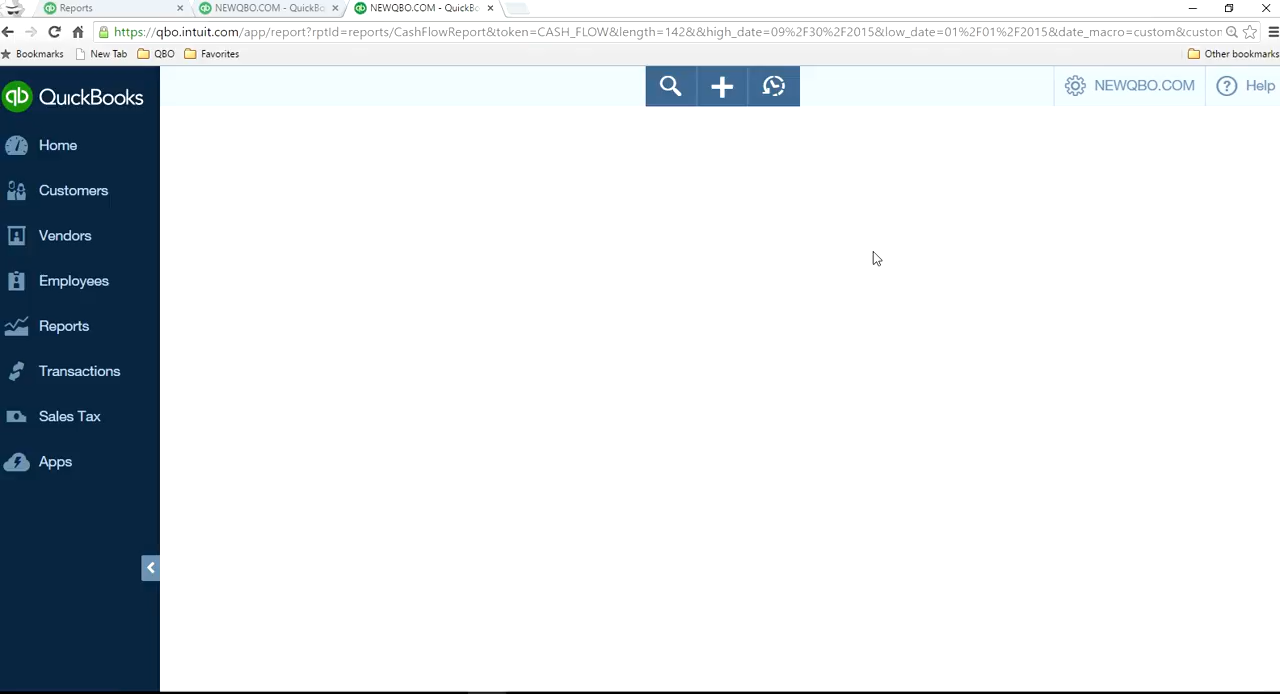 Reports
NEWQBO.COM - QuickBo
NEWQBO.COM - QuickBo
https://qbo.intuit.com/app/report?rptId=reports/CashFlowReport&token=CASH_FLOW&length=142&&high_date=09%2F30%2F2015&low_date=01%2F01%2F2015&date_macro=custom&custom
Bookmarks New Tab QBO Favorites Other bookmarks
qb QuickBooks
NEWQBO.COM ? Help
Home
Customers
Vendors
Employees
Reports
Transactions
Sales Tax
Apps